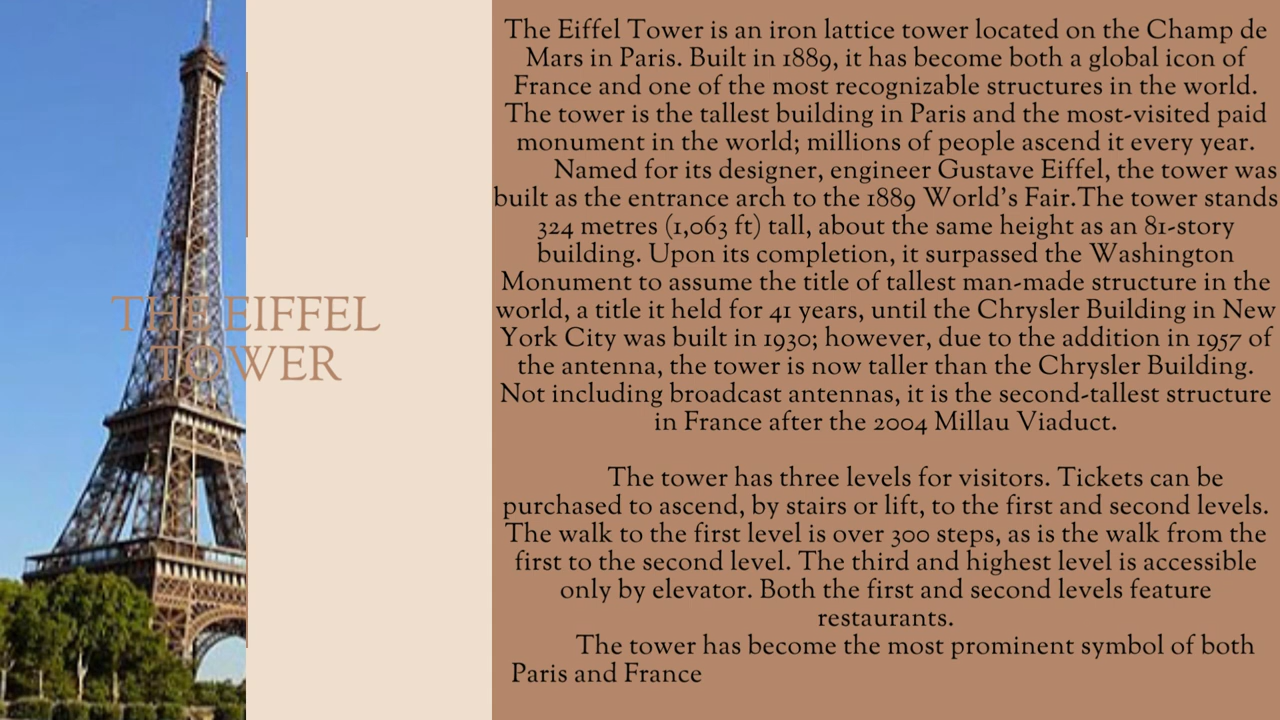 THE EIFFEL
TOWER
The Eiffel Tower is an iron lattice tower located on the Champ de
Mars in Paris. Built in 1889, it has become both a global icon of
France and one of the most recognizable structures in the world.
The tower is the tallest building in Paris and the most-visited paid
monument in the world; millions of people ascend it every year.
Named for its designer, engineer Gustave Eiffel, the tower was
built as the entrance arch to the 1889 World's Fair.The tower stands
324 metres (1,063 ft) tall, about the same height as an 81-story
building. Upon its completion, it surpassed the Washington
Monument to assume the title of tallest man-made structure in the
world, a title it held for 41 years, until the Chrysler Building in New
York City was built in 1930; however, due to the addition in 1957 of
the antenna, the tower is now taller than the Chrysler Building.
Not including broadcast antennas, it is the second-tallest structure
in France after the 2004 Millau Viaduct.
The tower has three levels for visitors. Tickets can be
purchased to ascend, by stairs or lift, to the first and second levels.
The walk to the first level is over 300 steps, as is the walk from the
first to the second level. The third and highest level is accessible
only by elevator. Both the first and second levels feature
restaurants.
The tower has become the most prominent symbol of both
Paris and France